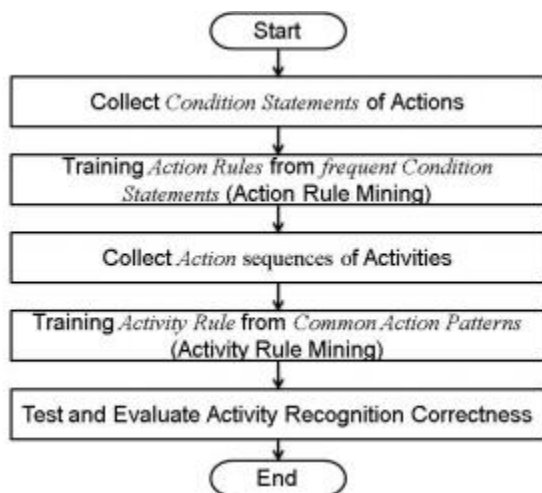 Start
Collect Condition Statements of Actions
Training Action Rules from frequent Condition
Statements (Action Rule Mining)
Collect Action sequences of Activities
Training Activity Rule from Common Action Patterns
(Activity Rule Mining)
Test and Evaluate Activity Recognition Correctness
End